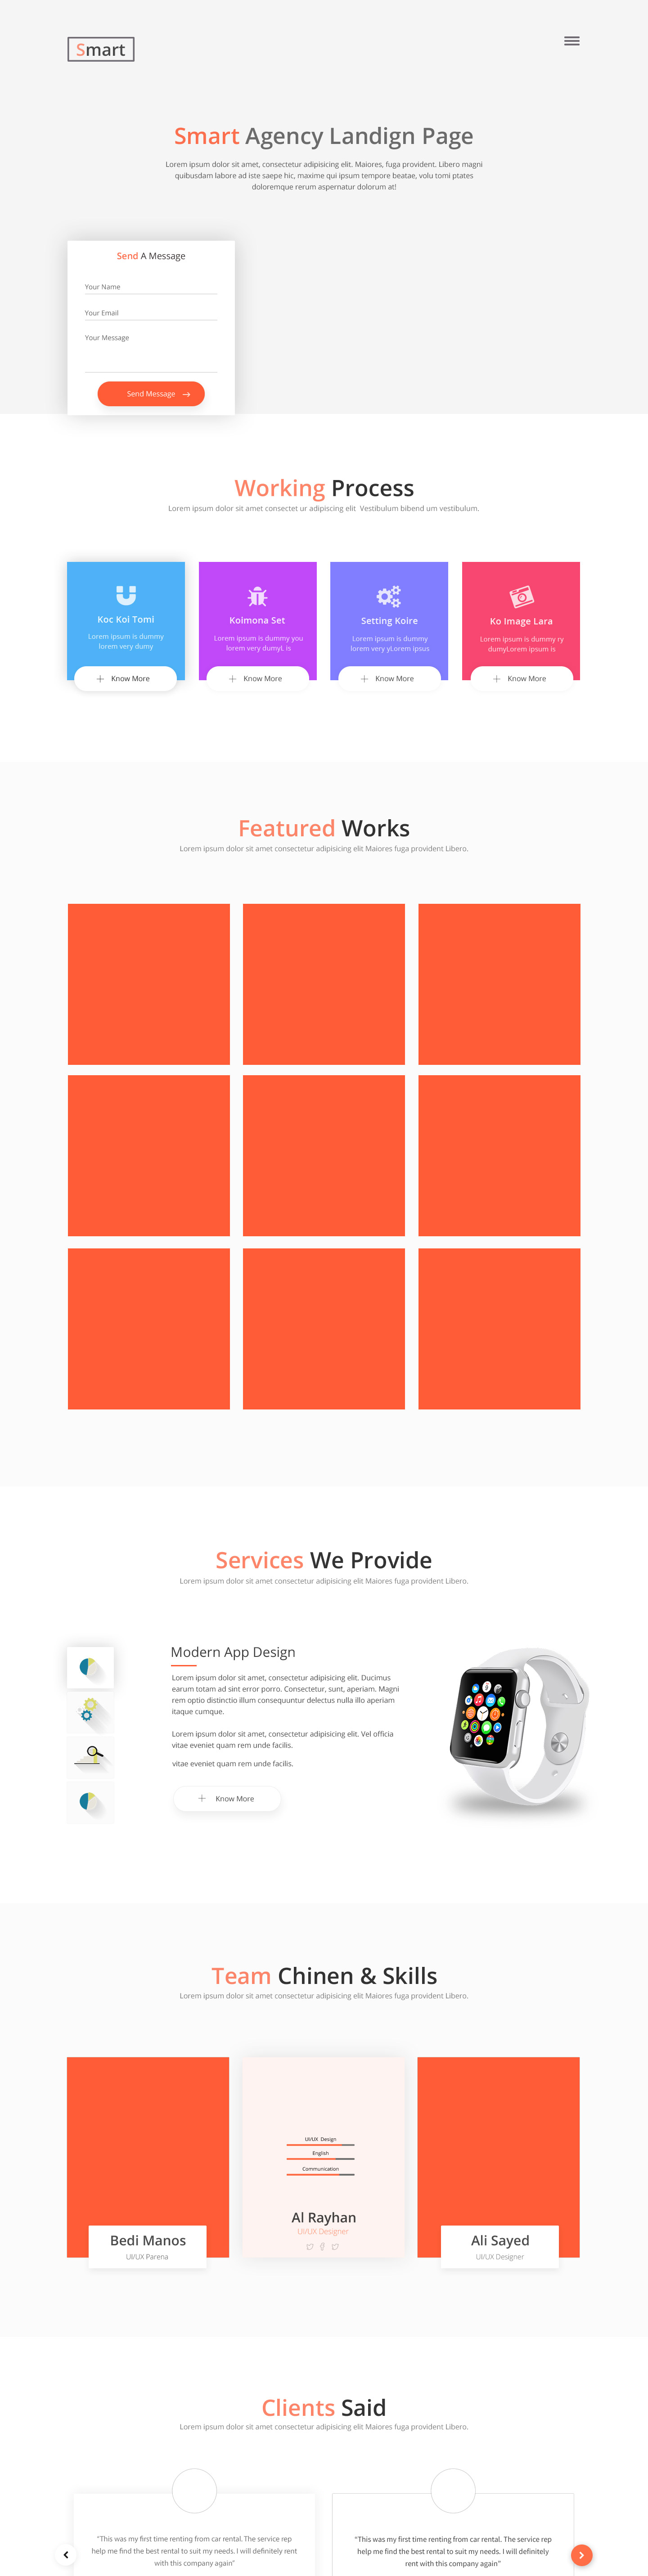 Smart
Smart Agency Landign Page
Lorem ipsum dolor sit amet, consectetur adipisicing elit. Maiores, fuga provident. Libero magni
quibusdam labore ad iste saepe hic, maxime qui ipsum tempore beatae, volu tomi ptates
doloremque rerum aspernatur dolorum at!
Send A Message
Your Name
Your Email
Your Message
Send Message
Working Process
Lorem ipsum dolor sit amet consectet ur adipiscing elit Vestibulum bibend um vestibulum.
Koc Koi Tomi
Lorem ipsum is dummy
lorem very dumy
Know More
Koimona Set
Lorem ipsum is dummy you
lorem very dumyL is
Know More
Setting Koire
Lorem ipsum is dummy
lorem very yLorem ipsus
Know More
Ko Image Lara
Lorem ipsum is dummy ry
dumyLorem ipsum is
Know More
Featured Works
Lorem ipsum dolor sit amet consectetur adipisicing elit Maiores fuga provident Libero.
Services We Provide
Lorem ipsum dolor sit amet consectetur adipisicing elit Maiores fuga provident Libero.
Modern App Design
Lorem ipsum dolor sit amet, consectetur adipisicing elit. Ducimus
earum totam ad sint error porro. Consectetur, sunt, aperiam. Magni
rem optio distinctio illum consequuntur delectus nulla illo aperiam
itaque cumque.
Lorem ipsum dolor sit amet, consectetur adipisicing elit. Vel officia
vitae eveniet quam rem unde facilis.
vitae eveniet quam rem unde facilis.
Know More
Team Chinen & Skills
Lorem ipsum dolor sit amet consectetur adipisicing elit Maiores fuga provident Libero.
Bedi Manos
UI/UX Parena
UI/UX Design
English
Communication
Al Rayhan
UI/UX Designer
Ali Sayed
UI/UX Designer
Clients Said
Lorem ipsum dolor sit amet consectetur adipisicing elit Maiores fuga provident Libero.
"This was my first time renting from car rental. The service rep
help me find the best rental to suit my needs. I will definitely rent
with this company again"
"This was my first time renting from car rental. The service rep
help me find the best rental to suit my needs. I will definitely
rent with this company again"